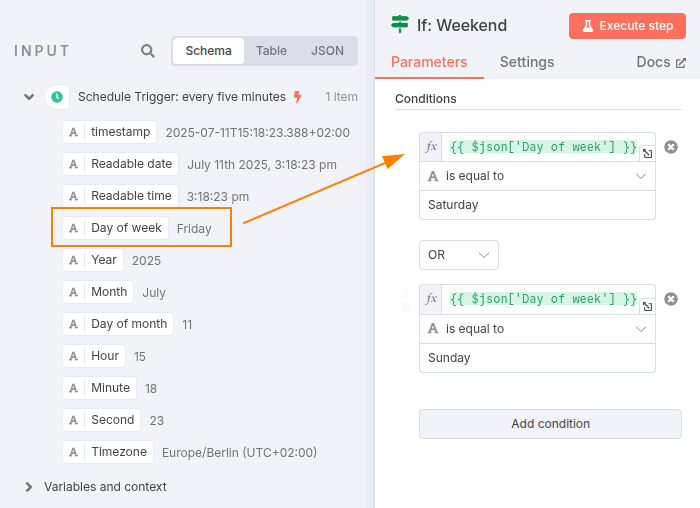 INPUT
Schema
Table
JSON
Schedule Trigger: every five minutes
1 item
A timestamp 2025-07-11T15:18:23.388+02:00
A Readable date July 11th 2025, 3:18:23 pm
A Readable time 3:18:23 pm
A Day of week Friday
A Year 2025
A Month July
A Day of month 11
A Hour 15
A Minute 18
A Second 23
A Timezone Europe/Berlin (UTC+02:00)
Variables and context
If: Weekend
Execute step
Parameters
Settings
Docs
Conditions
fx {{ $json['Day of week'] }}
A is equal to
Saturday
OR
fx {{ $json['Day of week'] }}
A is equal to
Sunday
Add condition